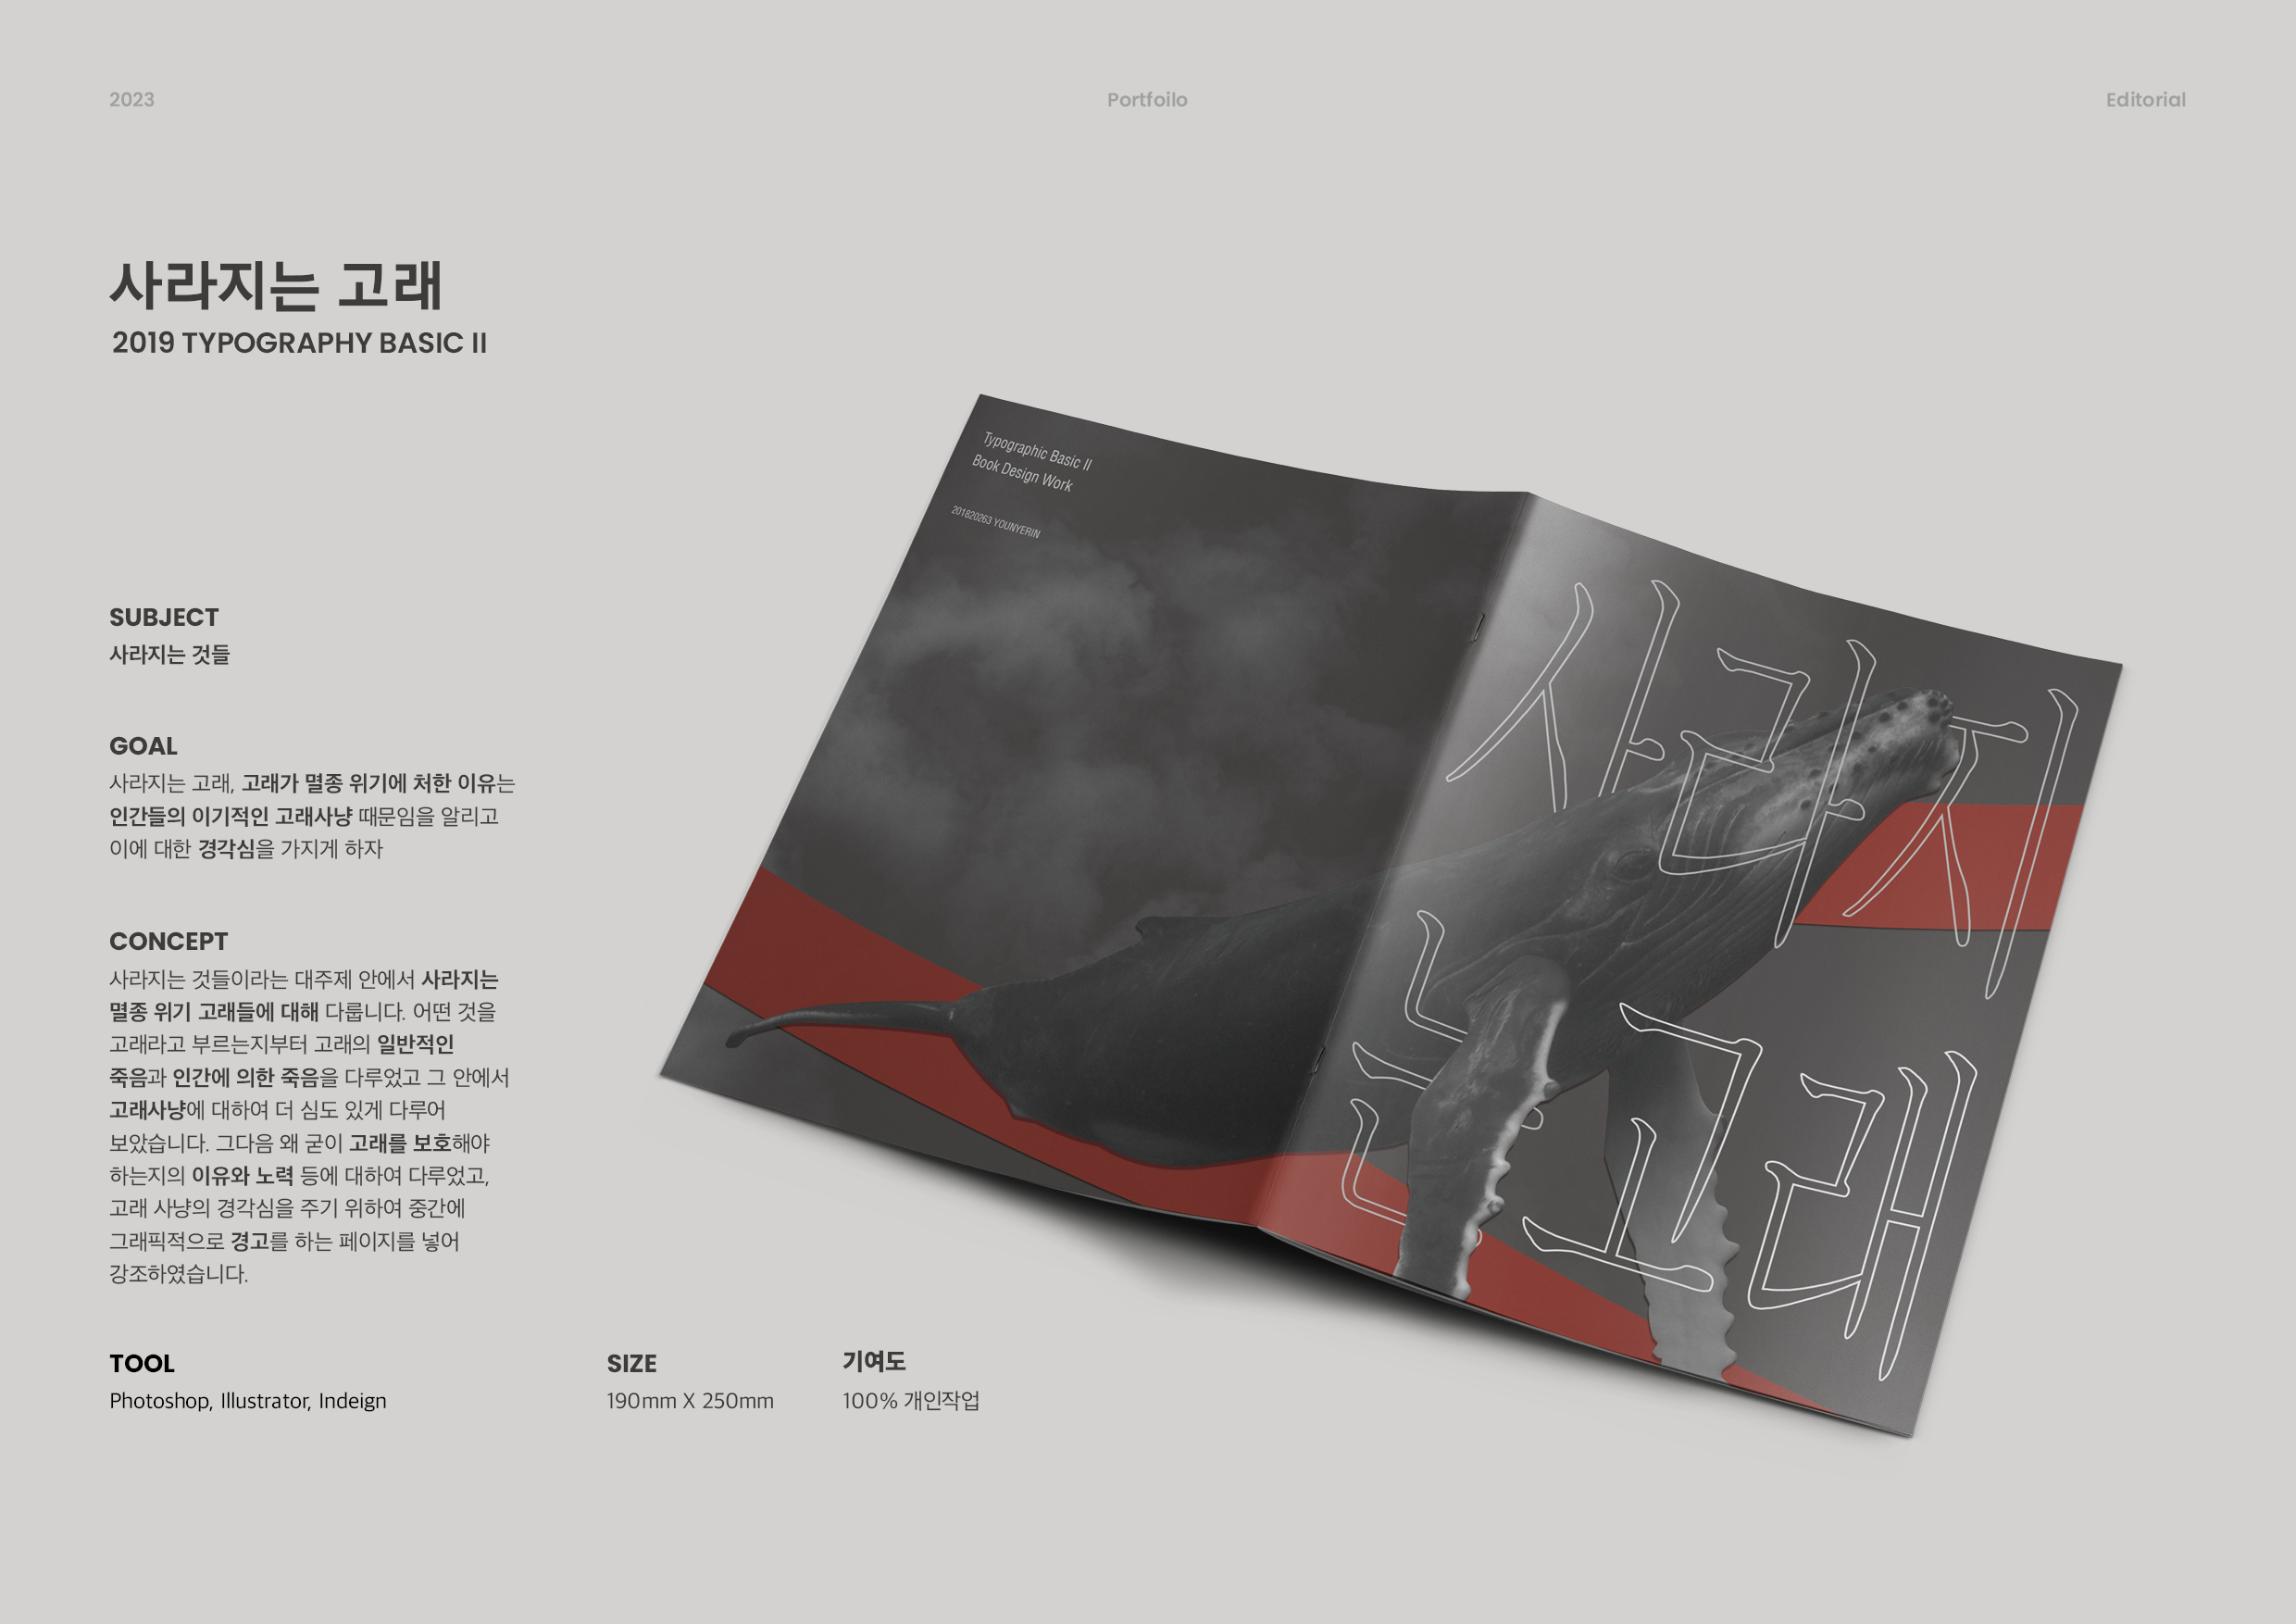 2023
Portfoilo
Editorial
사라지는 고래
2019 TYPOGRAPHY BASIC II
SUBJECT
사라지는 것들
GOAL
사라지는 고래, 고래가 멸종 위기에 처한 이유는
인간들의 이기적인 고래사냥 때문임을 알리고
이에 대한 경각심을 가지게 하자
CONCEPT
사라지는 것들이라는 대주제 안에서 사라지는
멸종 위기 고래들에 대해 다룹니다. 어떤 것을
고래라고 부르는지부터 고래의 일반적인
죽음과 인간에 의한 죽음을 다루었고 그 안에서
고래사냥에 대하여 더 심도 있게 다루어
보았습니다. 그다음 왜 굳이 고래를 보호해야
하는지의 이유와 노력 등에 대하여 다루었고,
고래 사냥의 경각심을 주기 위하여 중간에
그래픽적으로 경고를 하는 페이지를 넣어
강조하였습니다.
TOOL
Photoshop, Illustrator, Indeign
SIZE
190mm X 250mm
기여도
100% 개인작업
Typographic Basic II
Book Design Work
201820263 YOUNYERIN
사라지
는 고래